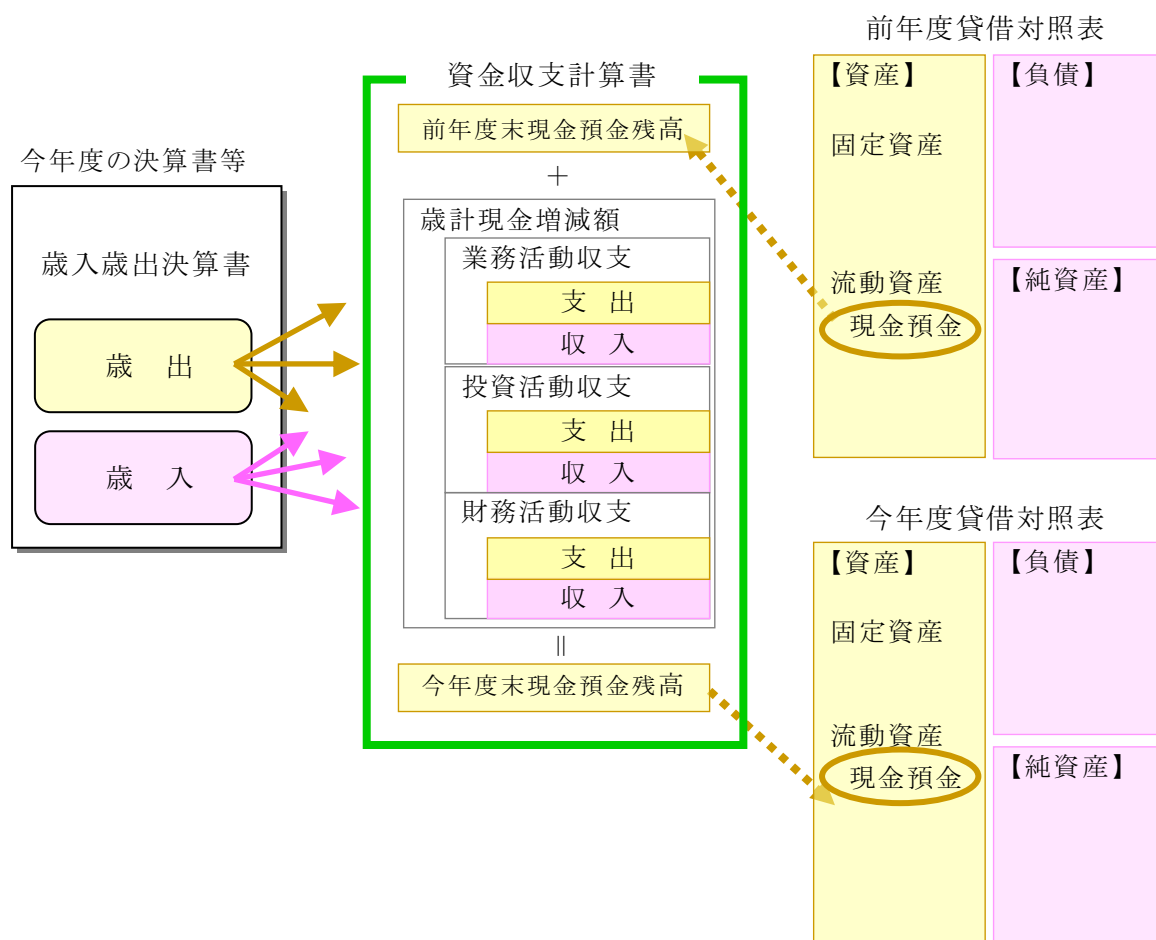 今年度の決算書等
歳入歳出決算書
歳 出
歳 入
資金収支計算書
前年度末現金預金残高
＋
歳計現金増減額
業務活動収支
支 出
収 入
投資活動収支
支 出
収 入
財務活動収支
支 出
収 入
॥
今年度末現金預金残高
前年度貸借対照表
【資産】
固定資産
流動資産
現金預金
【負債】
【純資産】
今年度貸借対照表
【資産】
固定資産
流動資産
現金預金
【負債】
【純資産】